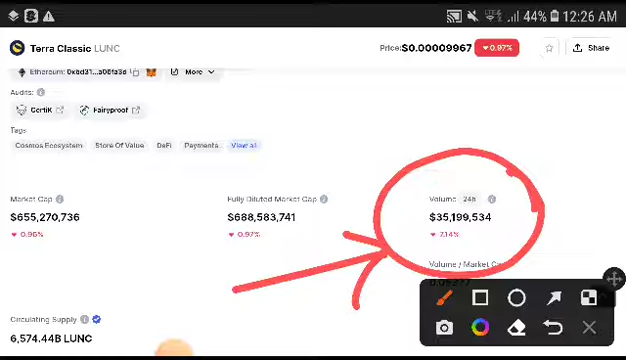 44% 12:26 AM
Terra Classic LUNC Price:$0.00009967 ▾0.97% Share
Ethereum: More
Audits:
CertiK Fairyproof
Tags
Cosmos Ecosystem Store Of Value DeFi Payments View all
Market Cap Fully Diluted Market Cap Volume 24h
$655,270,736 $688,583,741 $35,199,534
▾ 0.96% ▾ 0.97% ▾ 7.14%
Volume / Market Cap
Circulating Supply
6,574.44B LUNC